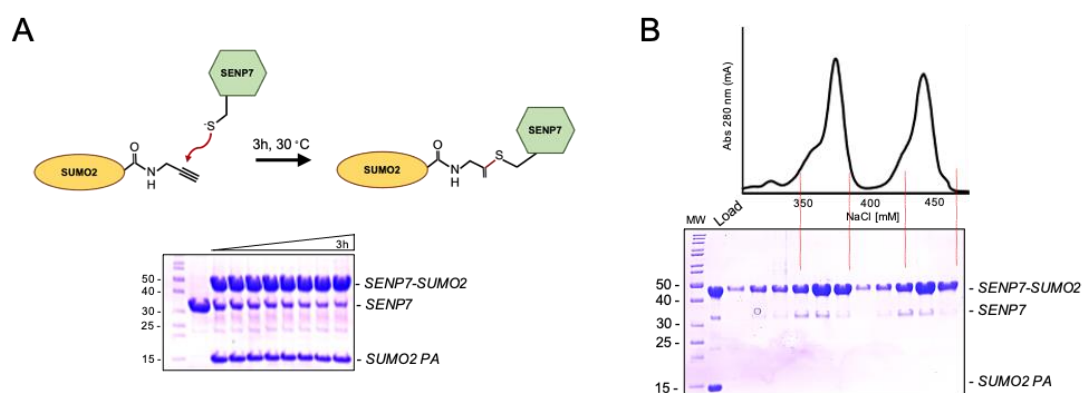 A
SENP7
-S
O
N
H
SUMO2
3h, 30 °C
SENP7
O
S
N
H
SUMO2
3h
50 -
40 -
30 -
25 -
15 -
- SENP7-SUMO2
- SENP7
- SUMO2 PA
B
Abs 280 nm (mA)
350 400 450
NaCl [mM]
MW Load
50 -
40 -
30 -
25 -
15 -
- SENP7-SUMO2
- SENP7
- SUMO2 PA